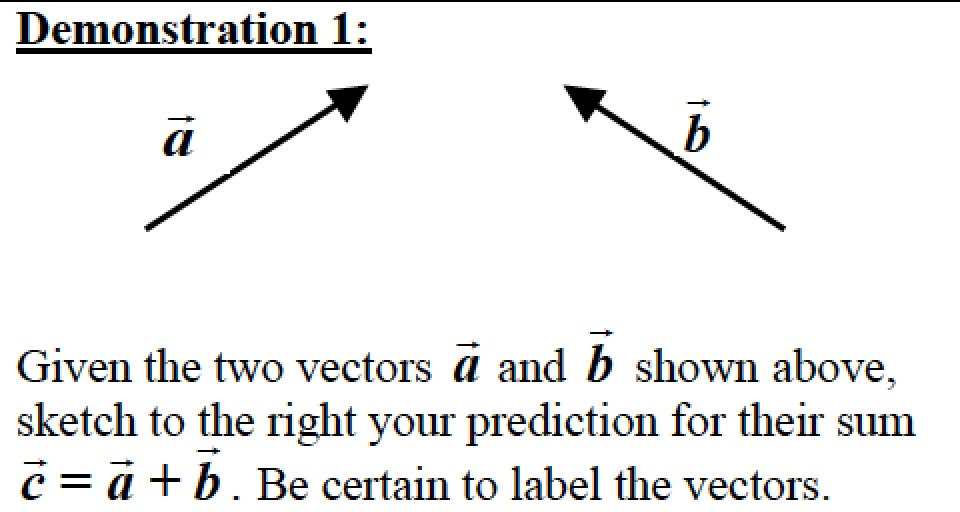 Demonstration 1:
a⃗ b⃗
Given the two vectors a⃗ and b⃗ shown above,
sketch to the right your prediction for their sum
c⃗ = a⃗ + b⃗. Be certain to label the vectors.